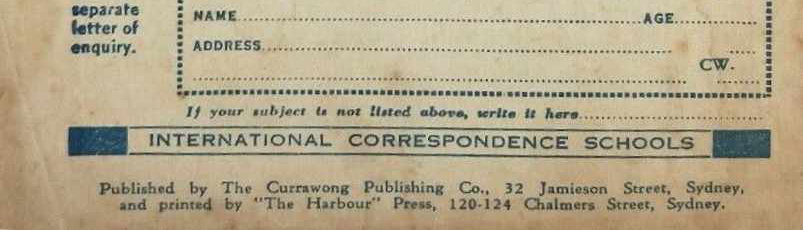 separate
letter of
enquiry.
NAME.......................................................AGE............
ADDRESS.......................................................
CW.
If your subject is not listed above, write it here..............................
INTERNATIONAL CORRESPONDENCE SCHOOLS
Published by The Currawong Publishing Co., 32 Jamieson Street, Sydney,
and printed by "The Harbour" Press, 120-124 Chalmers Street, Sydney.